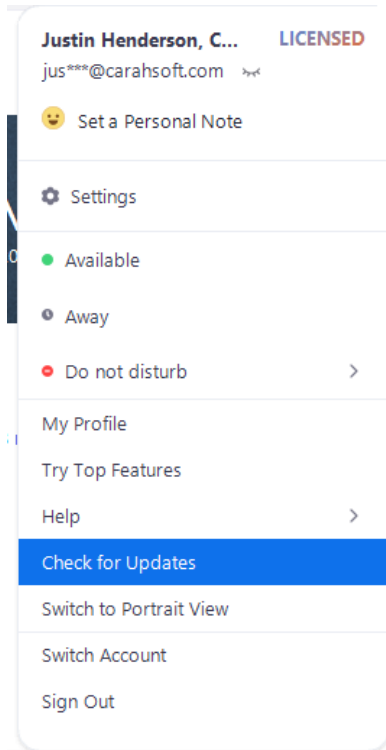 Justin Henderson, C... LICENSED
jus***@carahsoft.com
Set a Personal Note
Settings
Available
Away
Do not disturb
My Profile
Try Top Features
Help
Check for Updates
Switch to Portrait View
Switch Account
Sign Out